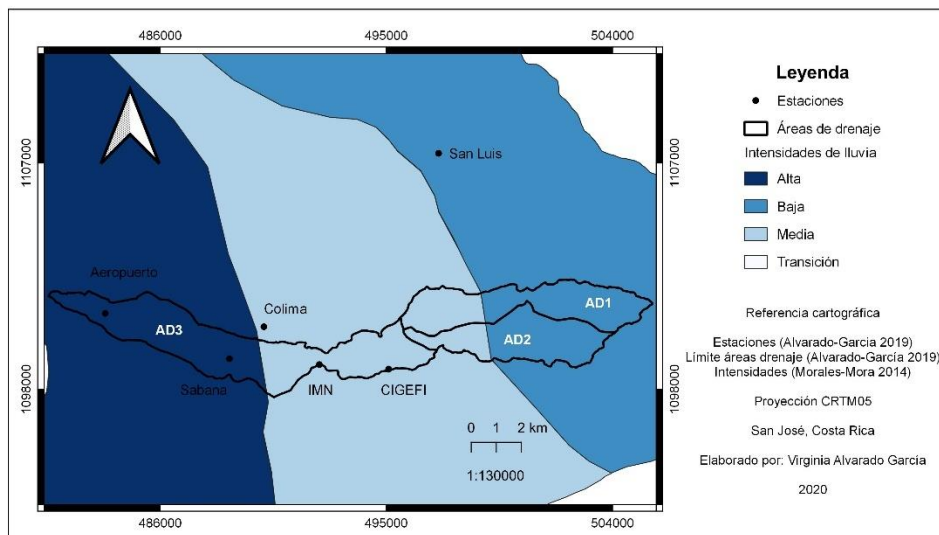 486000
495000
504000
1107000
1107000
1098000
1098000
San Luis
Aeropuerto
Colima
AD1
AD3
AD2
Sabana
IMN
CIGEFI
0 1 2 km
1:130000
486000
495000
504000
Leyenda
Estaciones
Áreas de drenaje
Intensidades de lluvia
Alta
Baja
Media
Transición
Referencia cartográfica
Estaciones (Alvarado-Garcia 2019)
Límite áreas drenaje (Alvarado-García 2019)
Intensidades (Morales-Mora 2014)
Proyección CRTM05
San José, Costa Rica
Elaborado por: Virginia Alvarado García
2020